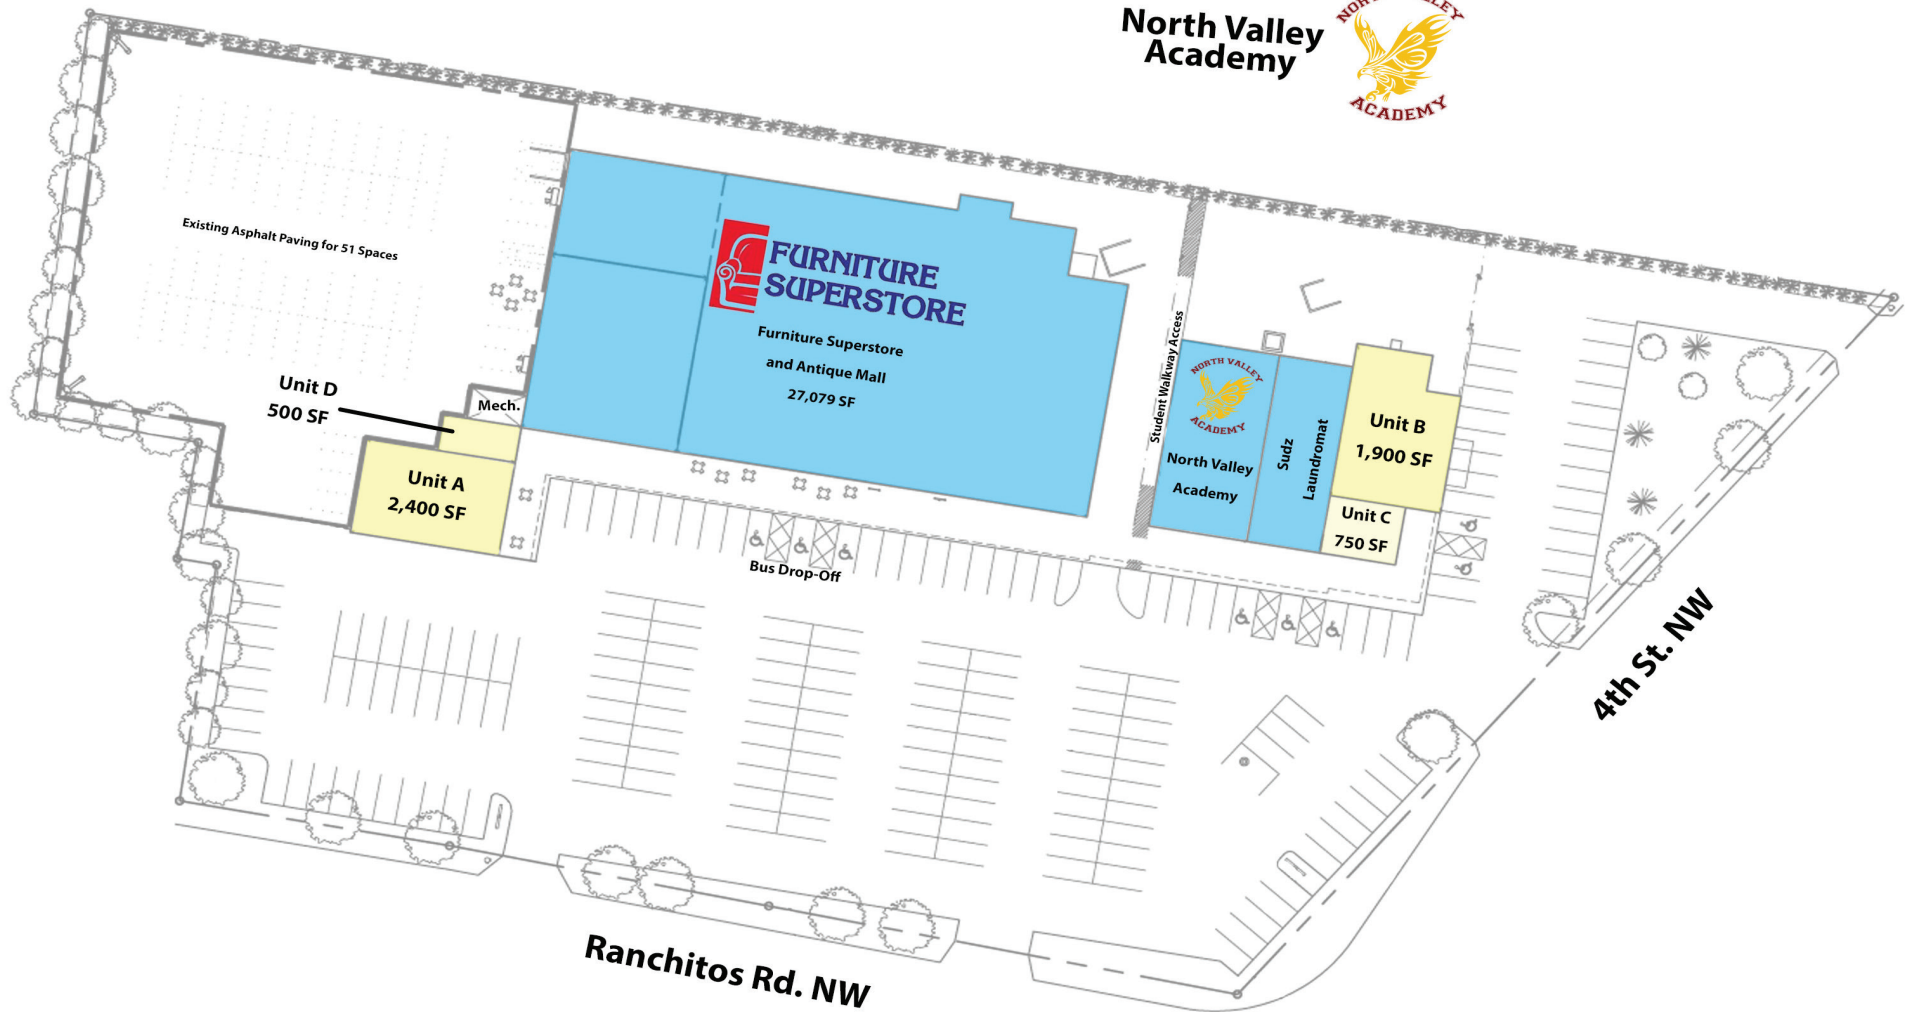 North Valley
Academy
NORTH VALLEY
ACADEMY
Existing Asphalt Paving for 51 Spaces
FURNITURE
SUPERSTORE
Furniture Superstore
and Antique Mall
27,079 SF
Unit D
500 SF
Mech.
Unit A
2,400 SF
Student Walkway Access
NORTH VALLEY
ACADEMY
North Valley
Academy
Sudz
Laundromat
Unit B
1,900 SF
Unit C
750 SF
Bus Drop-Off
4th St. NW
Ranchitos Rd. NW